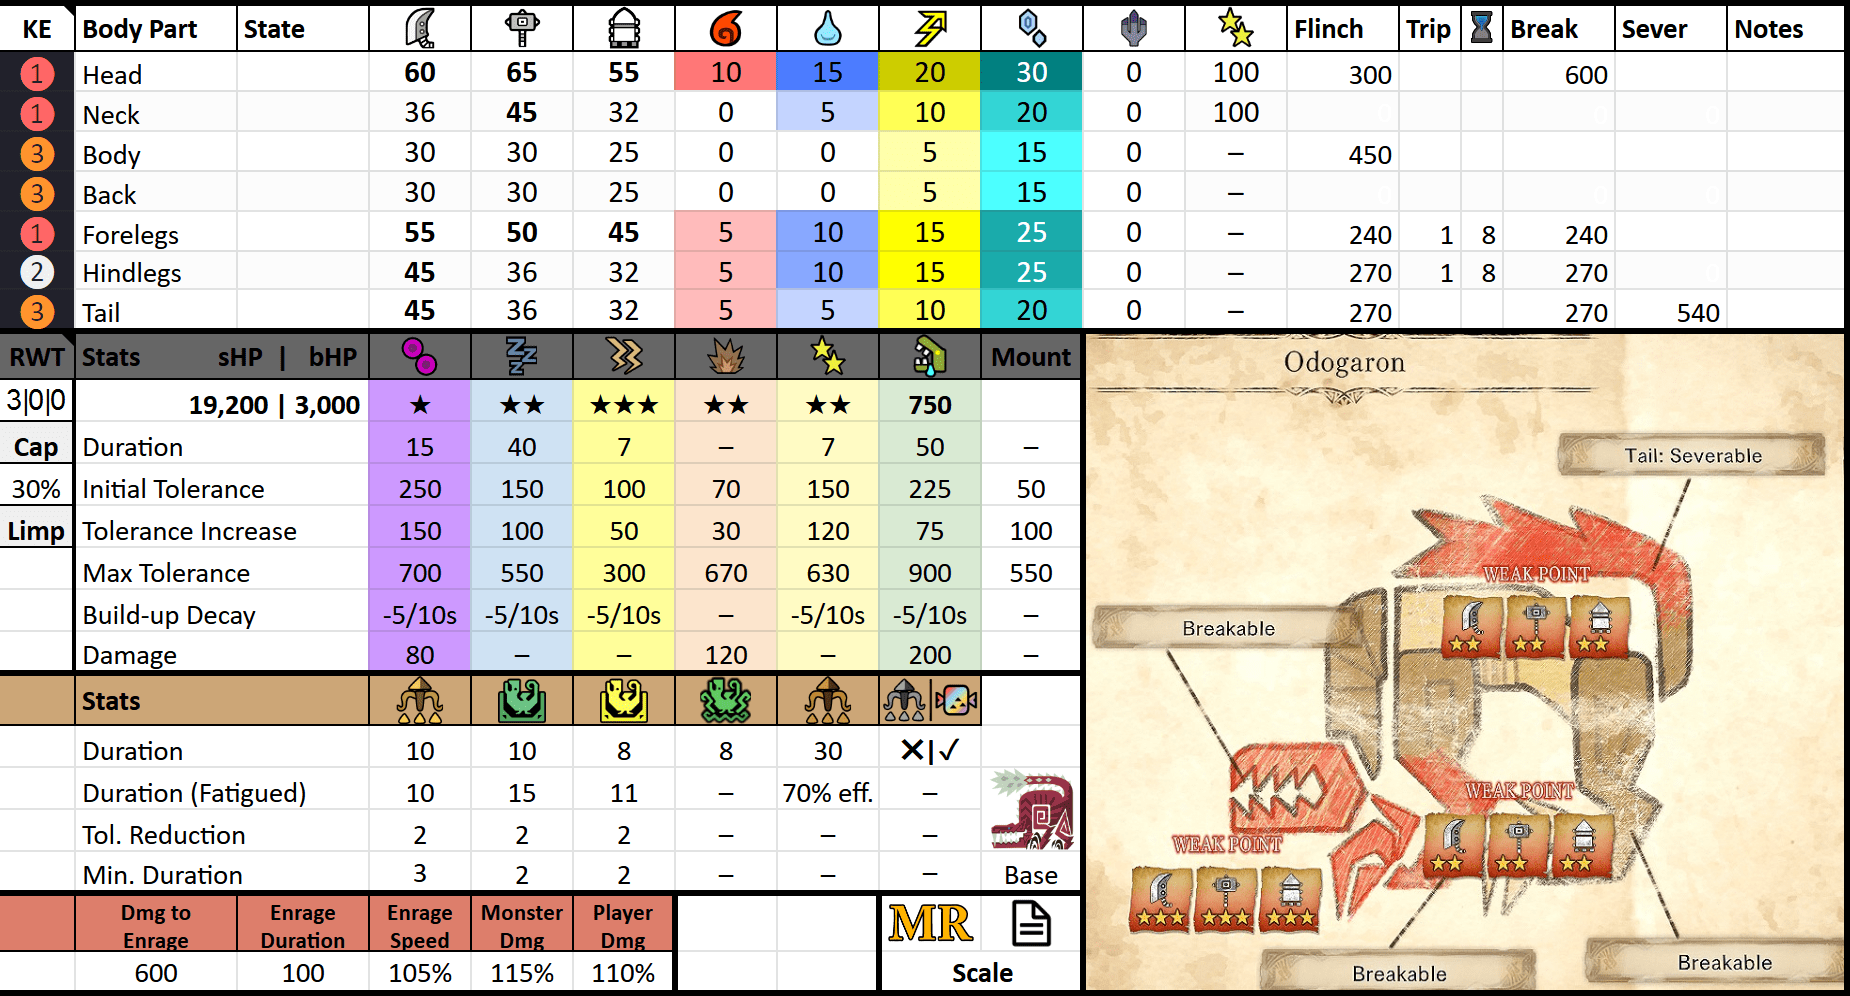 KE Body Part State Flinch Trip Break Sever Notes
1 Head 60 65 55 10 15 20 30 0 100 300 600
1 Neck 36 45 32 0 5 10 20 0 100
3 Body 30 30 25 0 0 5 15 0 – 450
3 Back 30 30 25 0 0 5 15 0 –
1 Forelegs 55 50 45 5 10 15 25 0 – 240 1 8 240
2 Hindlegs 45 36 32 5 10 15 25 0 – 270 1 8 270
3 Tail 45 36 32 5 5 10 20 0 – 270 270 540
RWT Stats sHP | bHP Mount
3|0|0 19,200 | 3,000 ★ ★★ ★★★ ★★ ★★ 750
Cap Duration 15 40 7 – 7 50 –
30% Initial Tolerance 250 150 100 70 150 225 50
Limp Tolerance Increase 150 100 50 30 120 75 100
Max Tolerance 700 550 300 670 630 900 550
Build-up Decay -5/10s -5/10s -5/10s – -5/10s -5/10s –
Damage 80 – – 120 – 200 –
Stats
Duration 10 10 8 8 30 ✕|✓
Duration (Fatigued) 10 15 11 – 70% eff. –
Tol. Reduction 2 2 2 – – –
Min. Duration 3 2 2 – – – Base
Dmg to Enrage Enrage Duration Enrage Speed Monster Dmg Player Dmg MR
600 100 105% 115% 110% Scale
Odogaron
Tail: Severable
WEAK POINT
Breakable
WEAK POINT
WEAK POINT
Breakable
Breakable